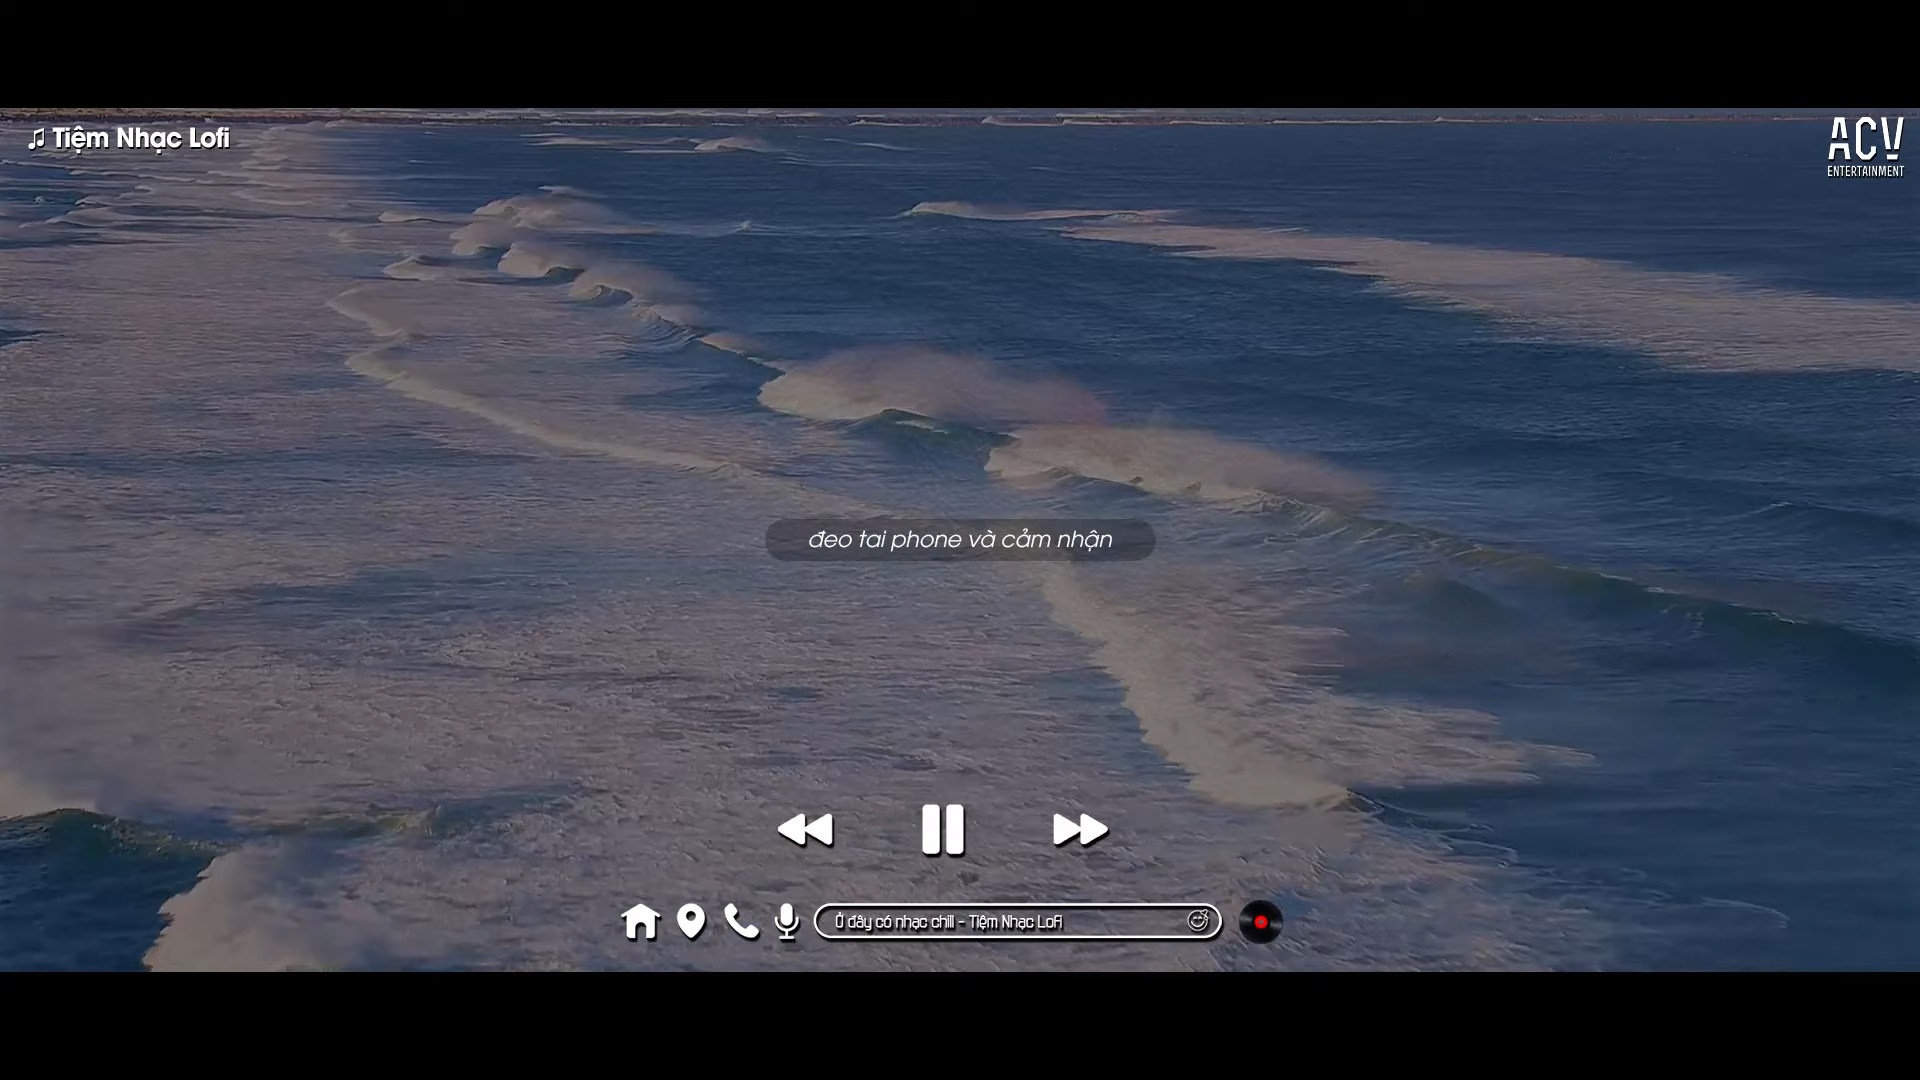 ♫ Tiệm Nhạc Lofi
ACV
ENTERTAINMENT
đeo tai phone và cảm nhận
Ở đây có nhạc chill - Tiệm Nhạc Lofi